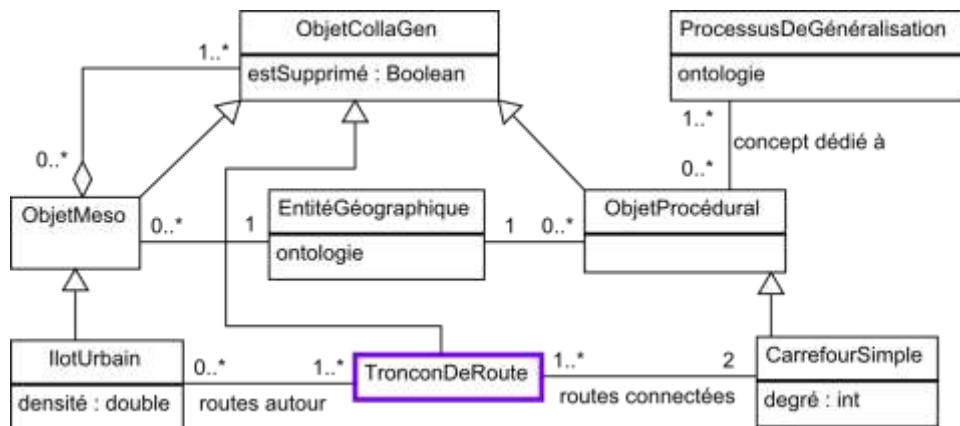 ObjetCollaGen
ProcessusDeGénéralisation
1..*
estSupprimé : Boolean
ontologie
1..*
concept dédié à
0..*
0..*
ObjetMeso
EntitéGéographique
ObjetProcédural
0..*
1
1
0..*
ontologie
IlotUrbain
0..*
1..*
TronconDeRoute
1..*
2
CarrefourSimple
densité : double
routes autour
routes connectées
degré : int